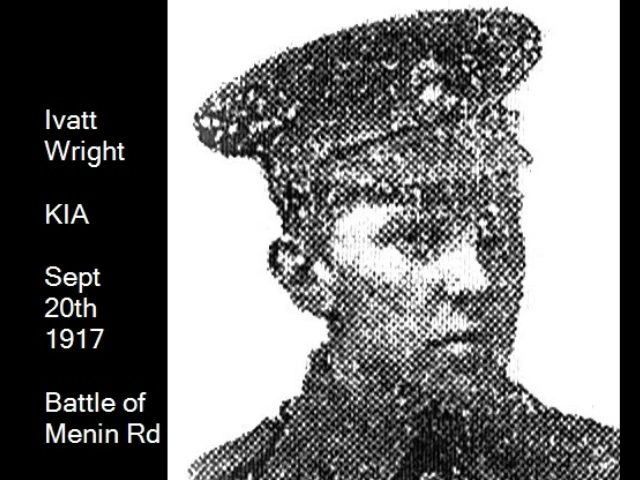 Ivatt
Wright
KIA
Sept
20th
1917
Battle of
Menin Rd